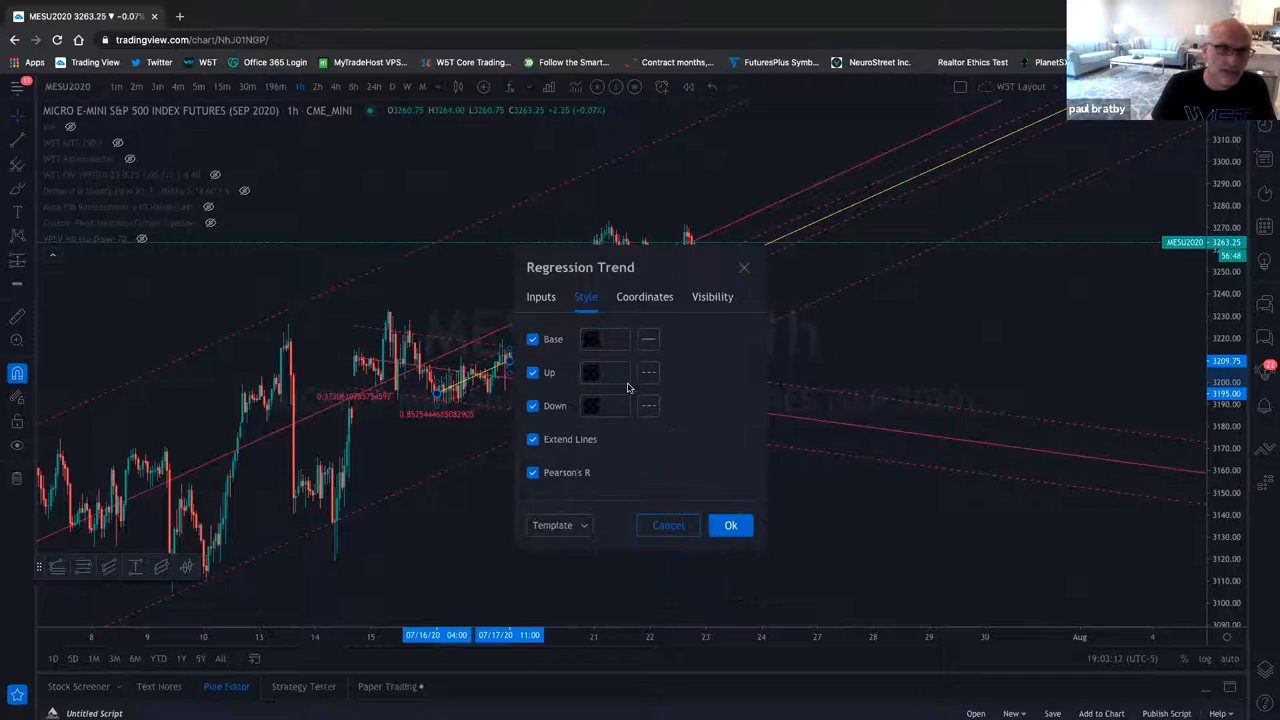 MESU2020 3263.25 ▼ -0.07%
tradingview.com/chart/NhJ01NGP/
Apps Trading View Twitter WST Office 365 Login MyTradeHost VPS... WST Core Trading... Follow the Smart... Contract months,... FuturesPlus Symb... NeuroStreet Inc. Realtor Ethics Test
paul bratby
MESU2020 1m 2m 3m 4m 5m 15m 30m 196m 1h 2h 4h 8h 24h D W M WST Layout
MICRO E-MINI S&P 500 INDEX FUTURES (SEP 2020) 1h CME_MINI O3260.75 H3264.00 L3260.75 C3263.25 +2.25 (+0.07%)
3310.00
3300.00
3290.00
3280.00
3270.00
MESU2020 3263.25
56:48
3250.00
3240.00
3230.00
3220.00
3209.75
3200.00
3195.00
3190.00
3180.00
3170.00
3160.00
3150.00
3140.00
3130.00
3120.00
3110.00
3100.00
3090.00
Regression Trend
Inputs Style Coordinates Visibility
Base
Up
Down
Extend Lines
Pearson's R
Template Cancel Ok
8 9 10 13 14 15 07/16/20 04:00 07/17/20 11:00 21 22 23 24 27 28 29 30 Aug 4
1D 5D 1M 3M 6M YTD 1Y 5Y All 19:03:12 (UTC-5) % log auto
Stock Screener Text Notes Pine Editor Strategy Tester Paper Trading
Untitled Script Open New Save Add to Chart Publish Script Help